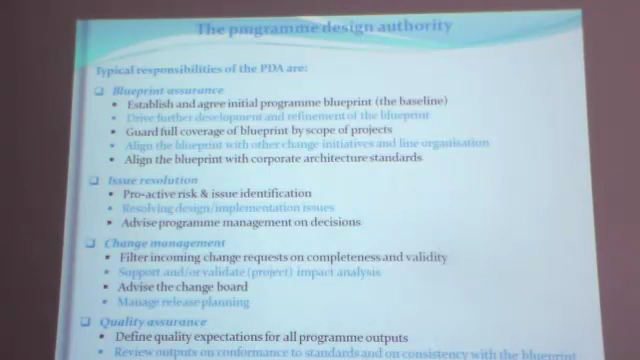 The programme design authority
Typical responsibilities of the PDA are:
Blueprint assurance
Establish and agree initial programme blueprint (the baseline)
Drive further development and refinement of the blueprint
Guard full coverage of blueprint by scope of projects
Align the blueprint with other change initiatives and line organisation
Align the blueprint with corporate architecture standards
Issue resolution
Pro-active risk & issue identification
Resolving design/implementation issues
Advise programme management on decisions
Change management
Filter incoming change requests on completeness and validity
Support and/or validate (project) impact analysis
Advise the change board
Manage release planning
Quality assurance
Define quality expectations for all programme outputs
Review outputs on conformance to standards and on consistency with the blueprint